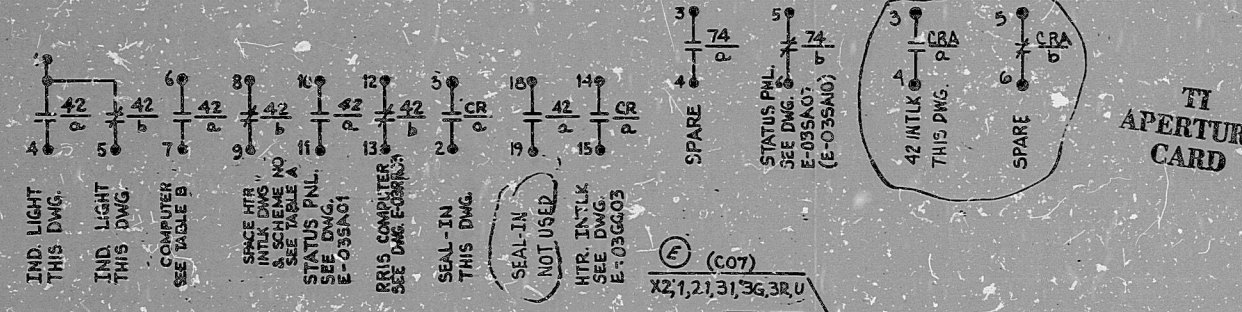 3
74
a
4
SPARE
5
74
b
6
STATUS PNL.
SEE DWG.
E-03SA07
(E-03SA10)
3
CRA
a
4
42 INTLK
THIS DWG.
5
CRA
b
6
SPARE
TI
APERTUR
CARD
42
a
4
IND. LIGHT
THIS DWG.
42
b
5
IND. LIGHT
THIS DWG
6
42
a
7
COMPUTER
SEE TABLE B
8
42
b
9
SPACE HTR
INTLK DWG
& SCHEME NO
SEE TABLE A
10
42
a
11
STATUS PNL.
SEE DWG.
E-03SA01
12
42
b
13
RRIS COMPUTER
SEE DWG.
CR
a
2
SEAL-IN
THIS DWG.
18
42
a
19
SEAL-IN
NOT USED
14
CR
a
15
HTR. INTLK
SEE DWG.
E-03GG03
E
(C07)
X2,1,21,31,3G,3R,U